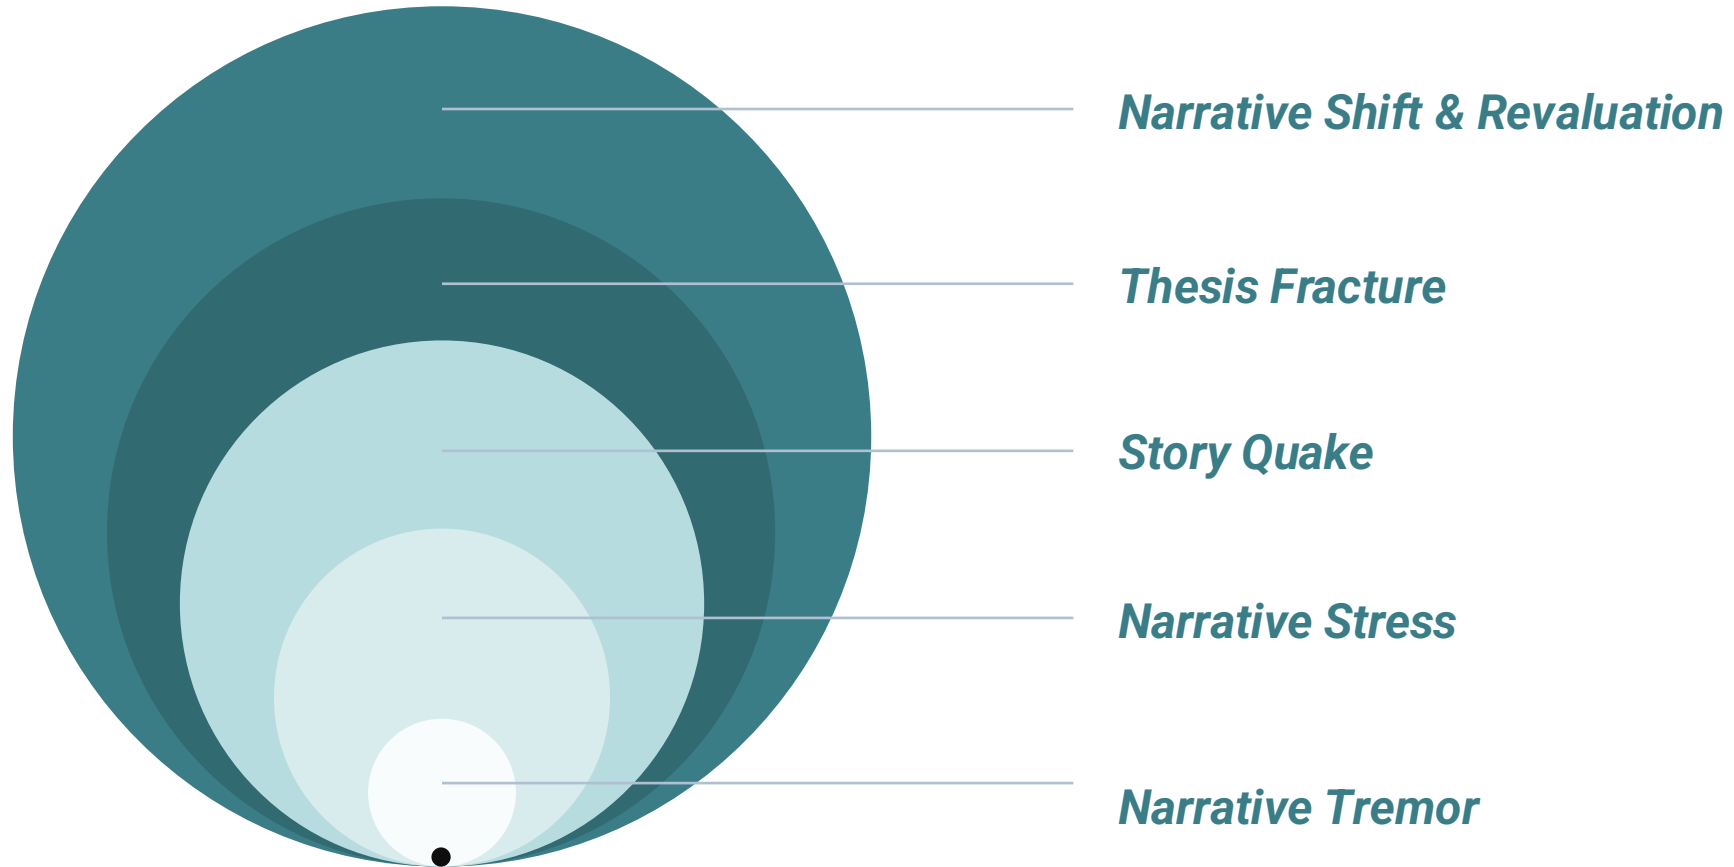 Narrative Shift & Revaluation
Thesis Fracture
Story Quake
Narrative Stress
Narrative Tremor